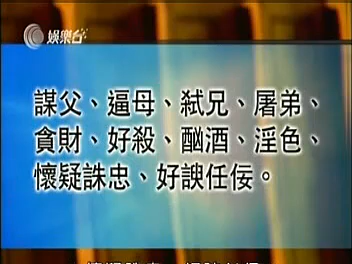 娛樂台
謀父、逼母、弑兄、屠弟、
貪財、好殺、酗酒、淫色、
懷疑誅忠、好諛任佞。